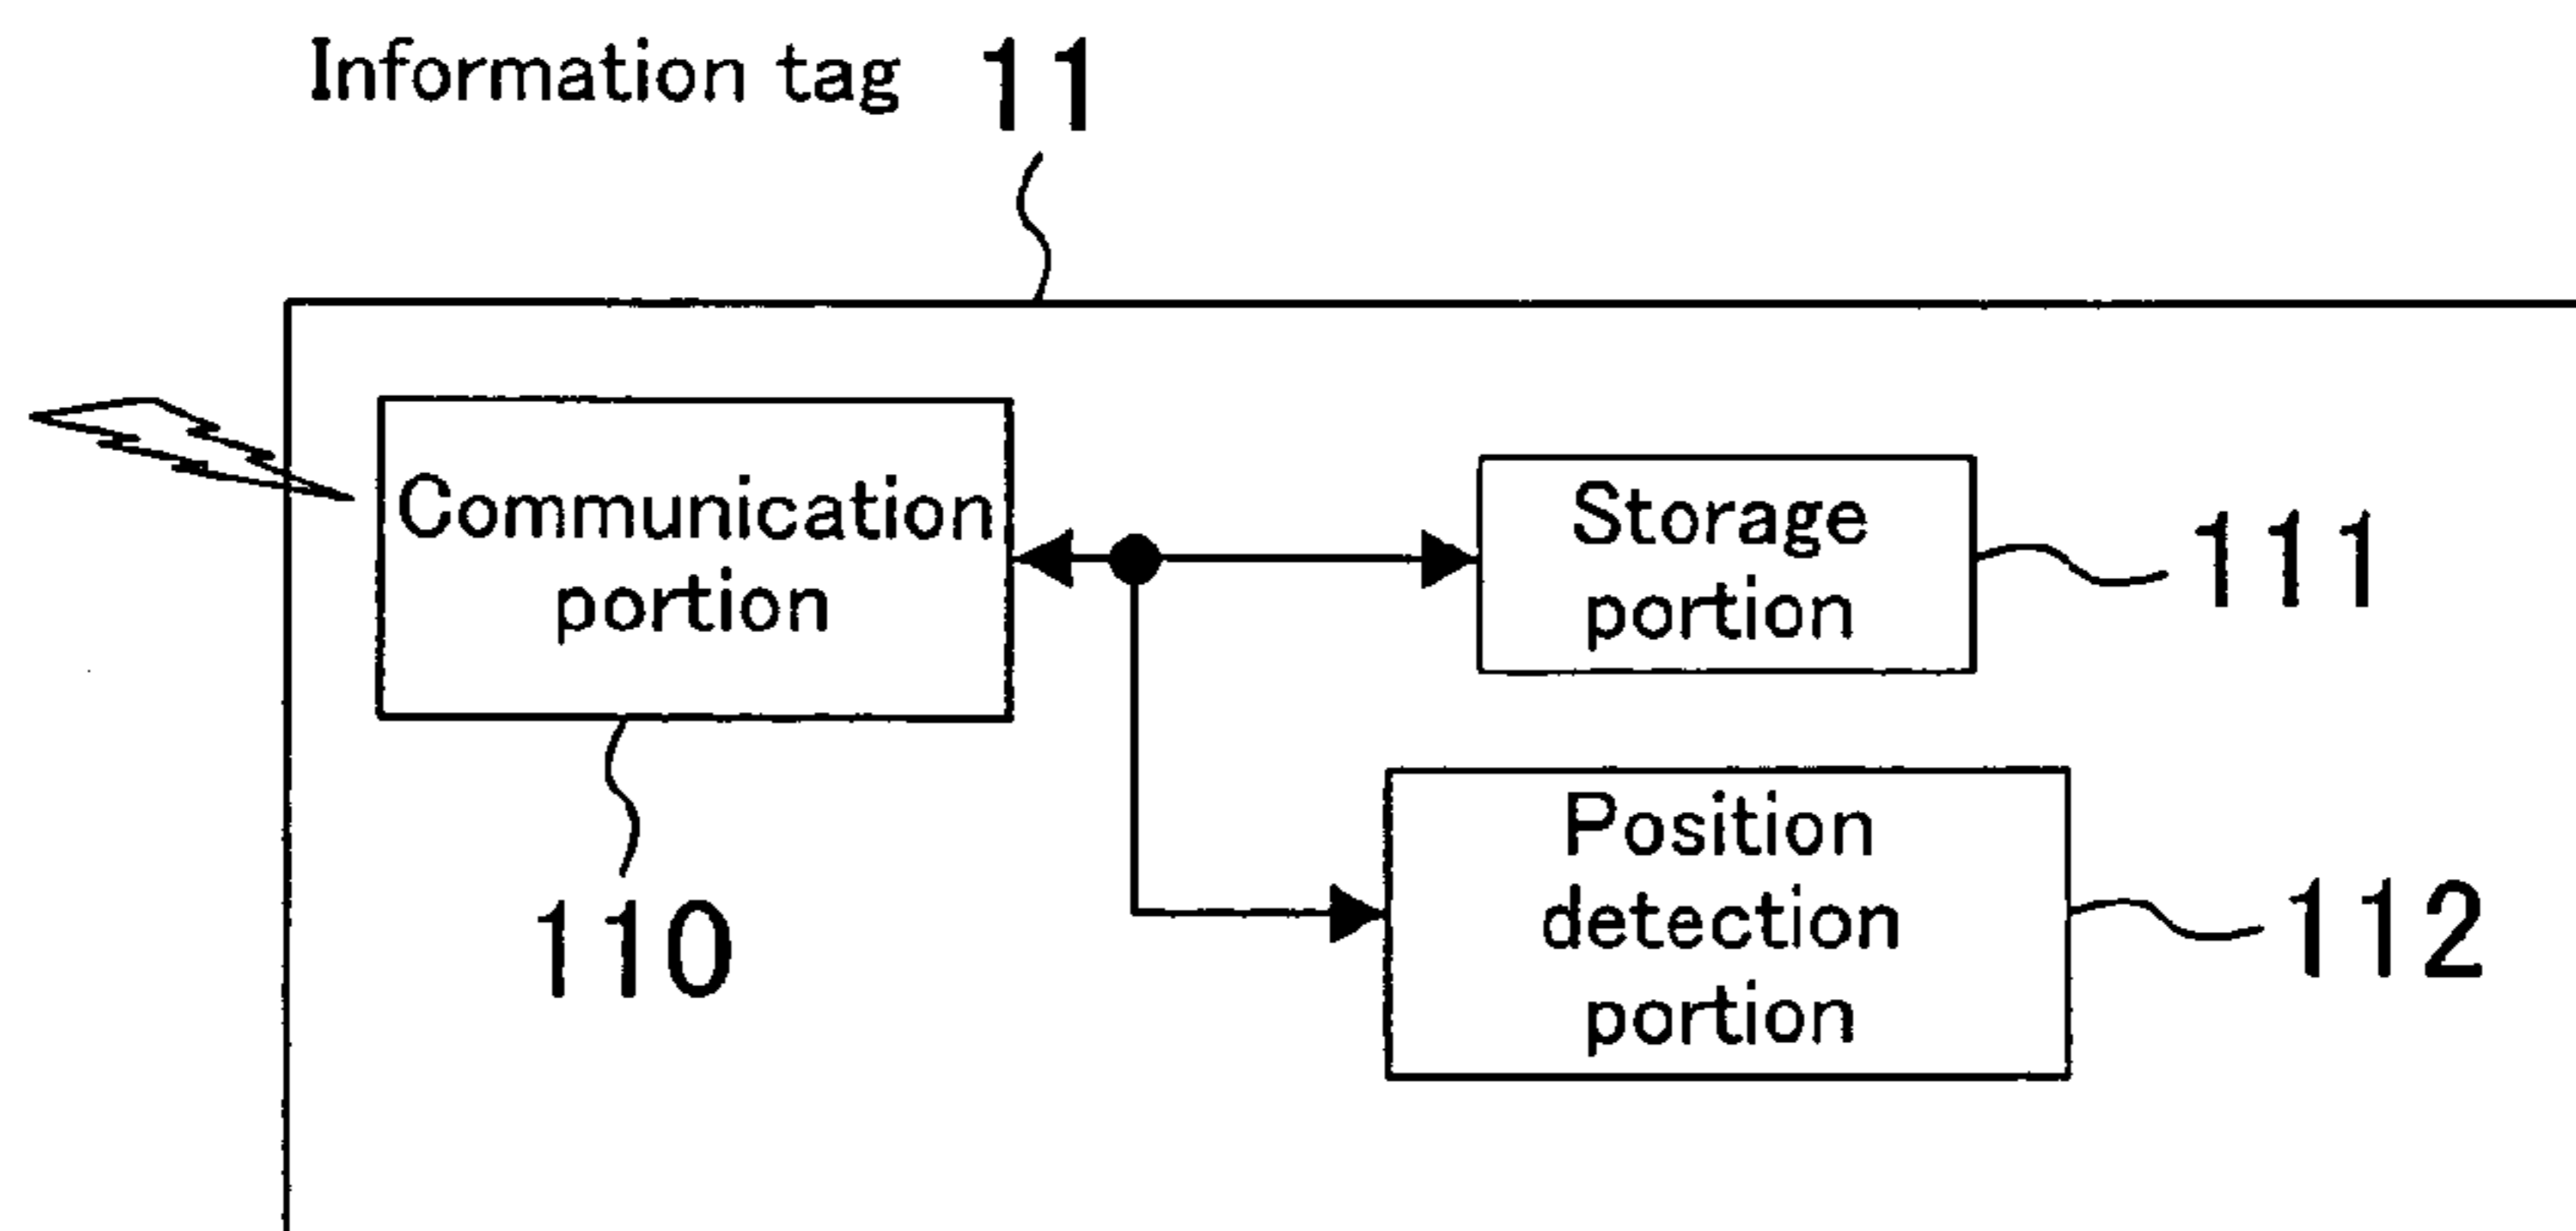 Information tag 11
Communication
portion
110
Storage
portion
111
Position
detection
portion
112